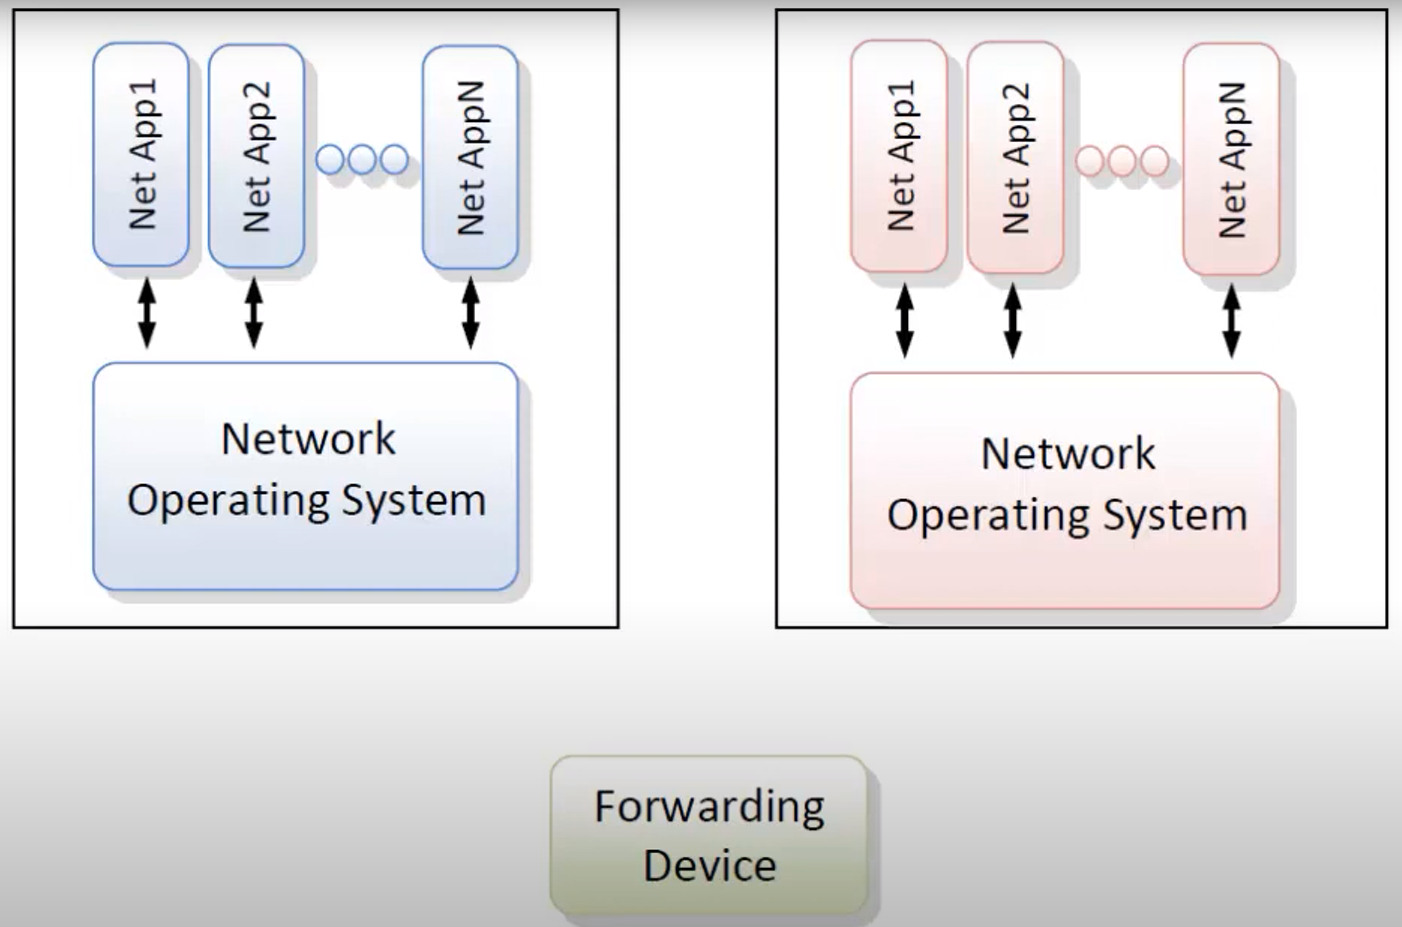 Net App1
Net App2
Net AppN
Network
Operating System
Net App1
Net App2
Net AppN
Network
Operating System
Forwarding
Device